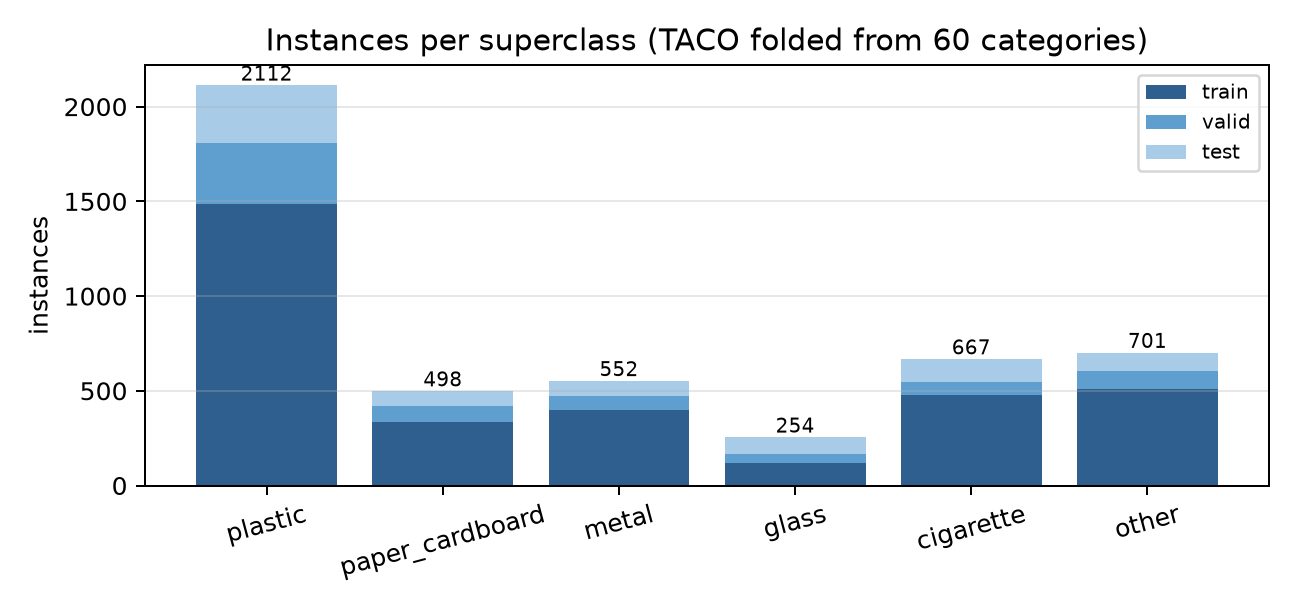 Instances per superclass (TACO folded from 60 categories)
2112
train
valid
test
2000
1500
1000
500
0
instances
498
552
254
667
701
plastic
paper_cardboard
metal
glass
cigarette
other